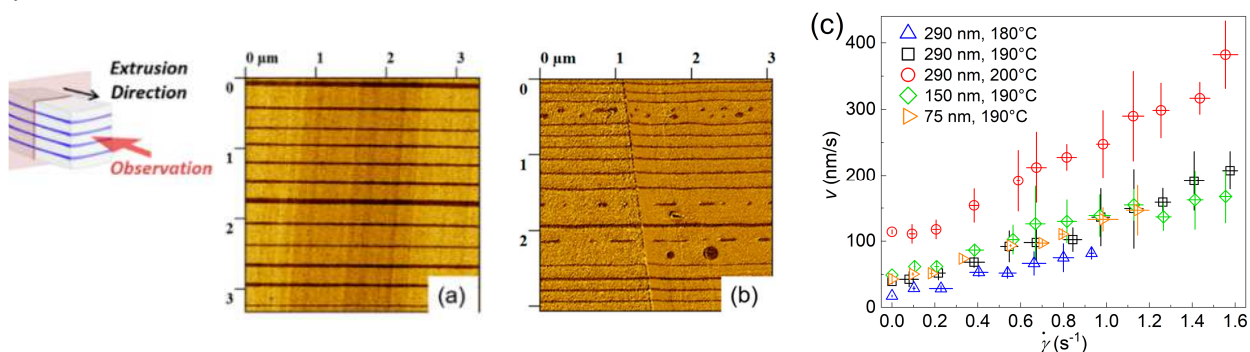 Extrusion
Direction
Observation
0 µm 1 2 3
0
1
2
3
(a)
0 µm 1 2 3
0
1
2
(b)
(c)
400
300
200
100
0
v (nm/s)
290 nm, 180°C
290 nm, 190°C
290 nm, 200°C
150 nm, 190°C
75 nm, 190°C
0.0 0.2 0.4 0.6 0.8 1.0 1.2 1.4 1.6
γ̇ (s⁻¹)